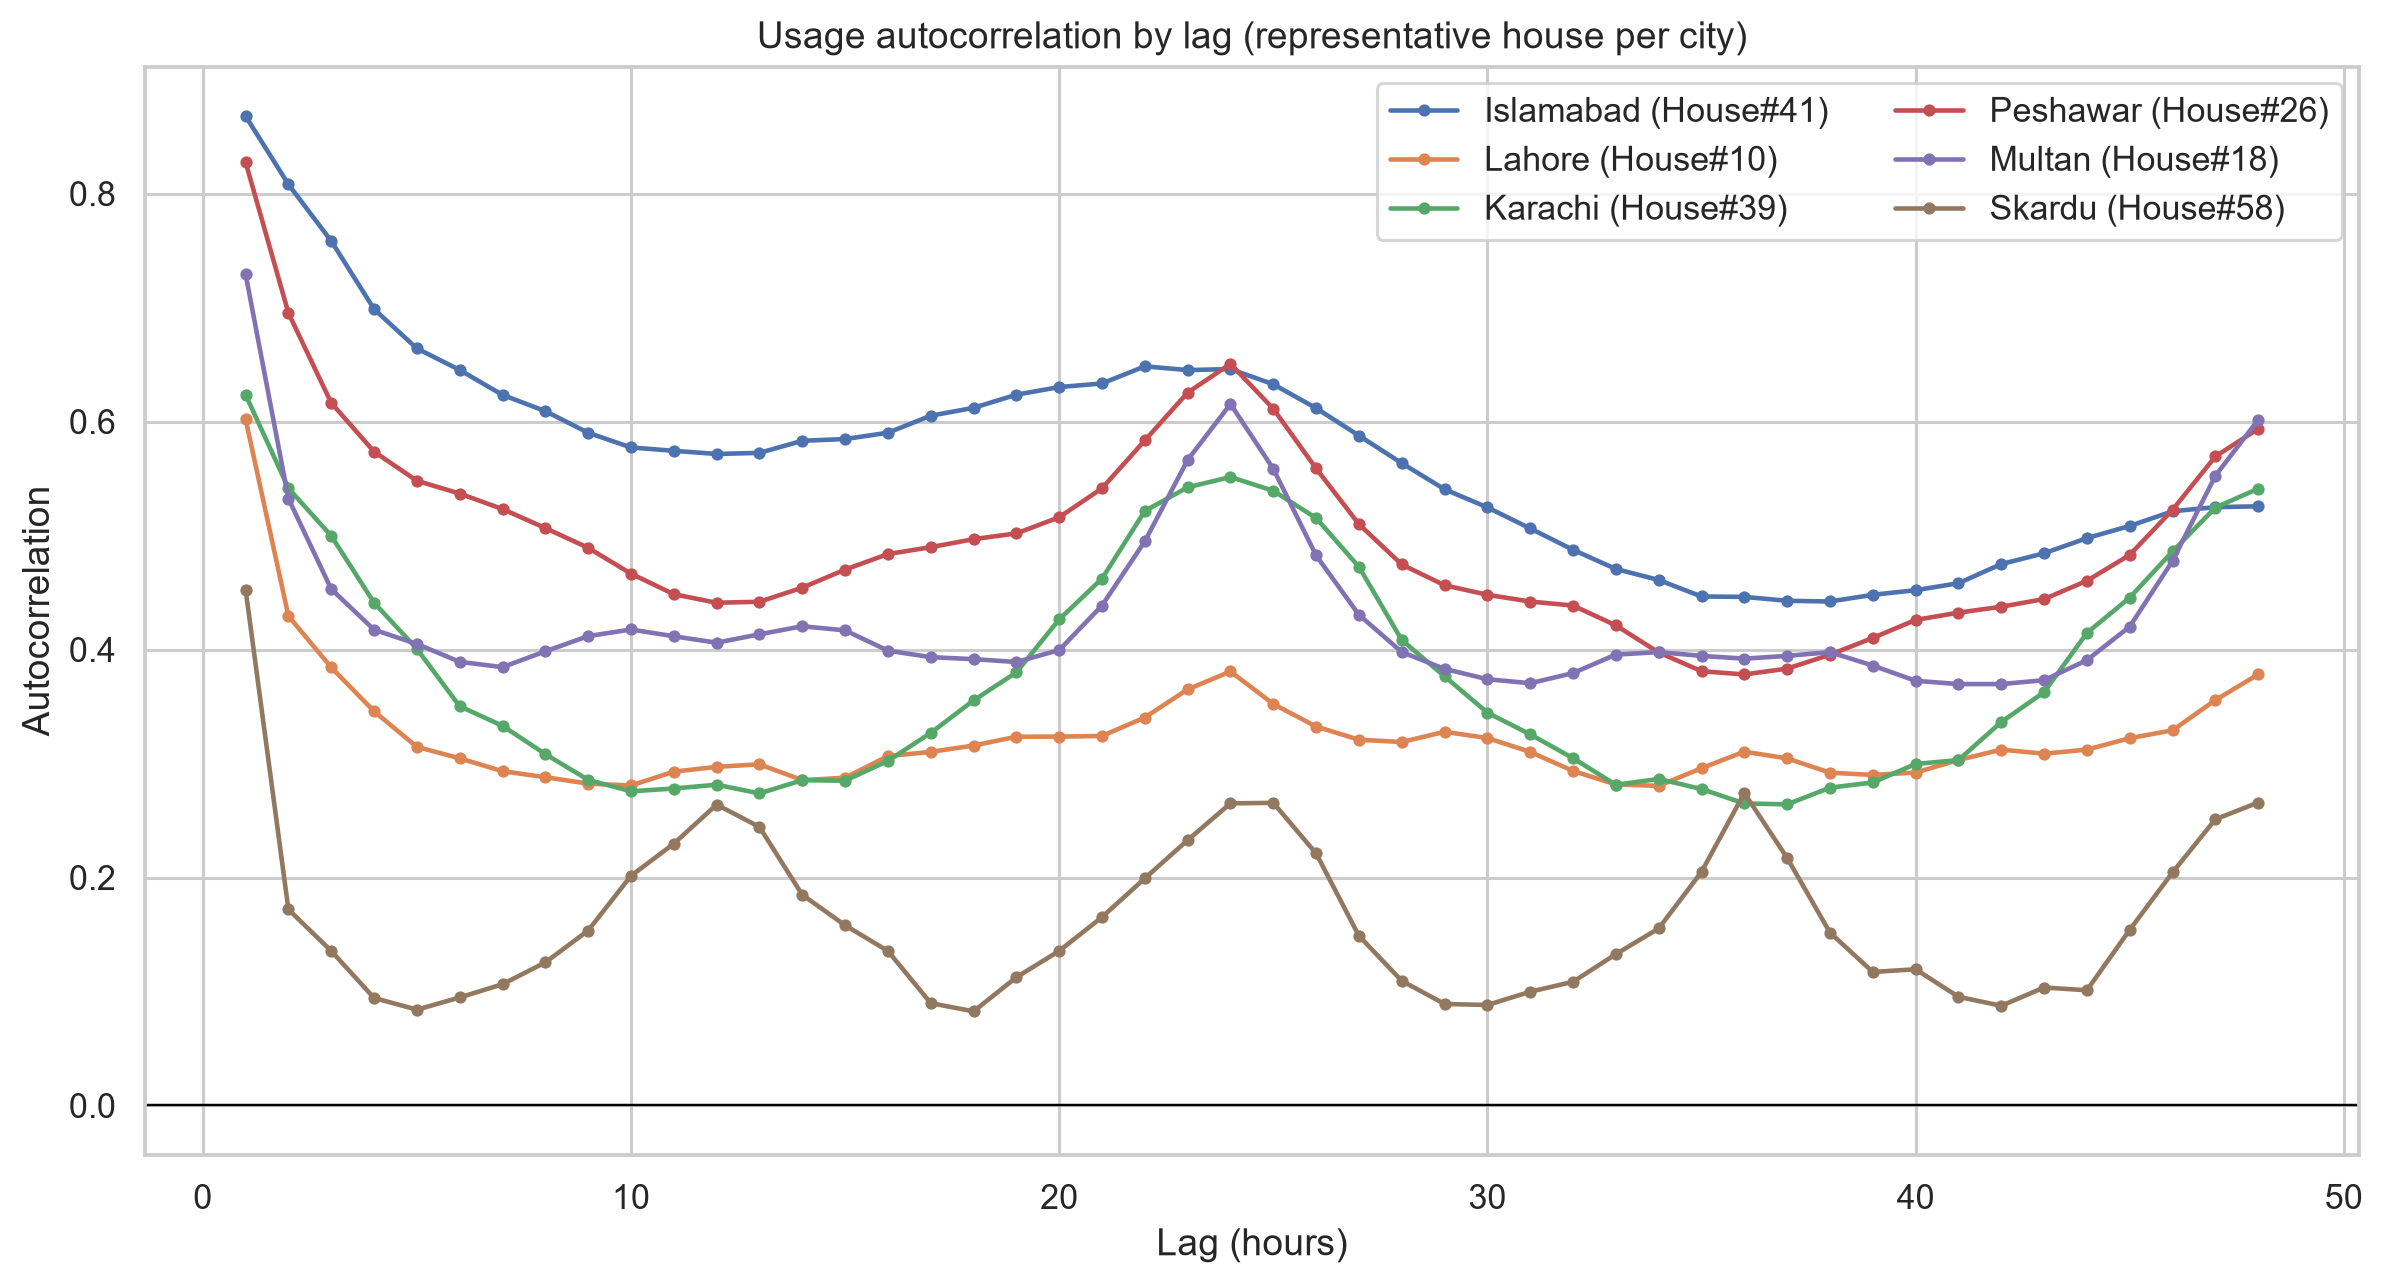 Usage autocorrelation by lag (representative house per city)
Islamabad (House#41)
Lahore (House#10)
Karachi (House#39)
Peshawar (House#26)
Multan (House#18)
Skardu (House#58)
Autocorrelation
0.8
0.6
0.4
0.2
0.0
0 10 20 30 40 50
Lag (hours)